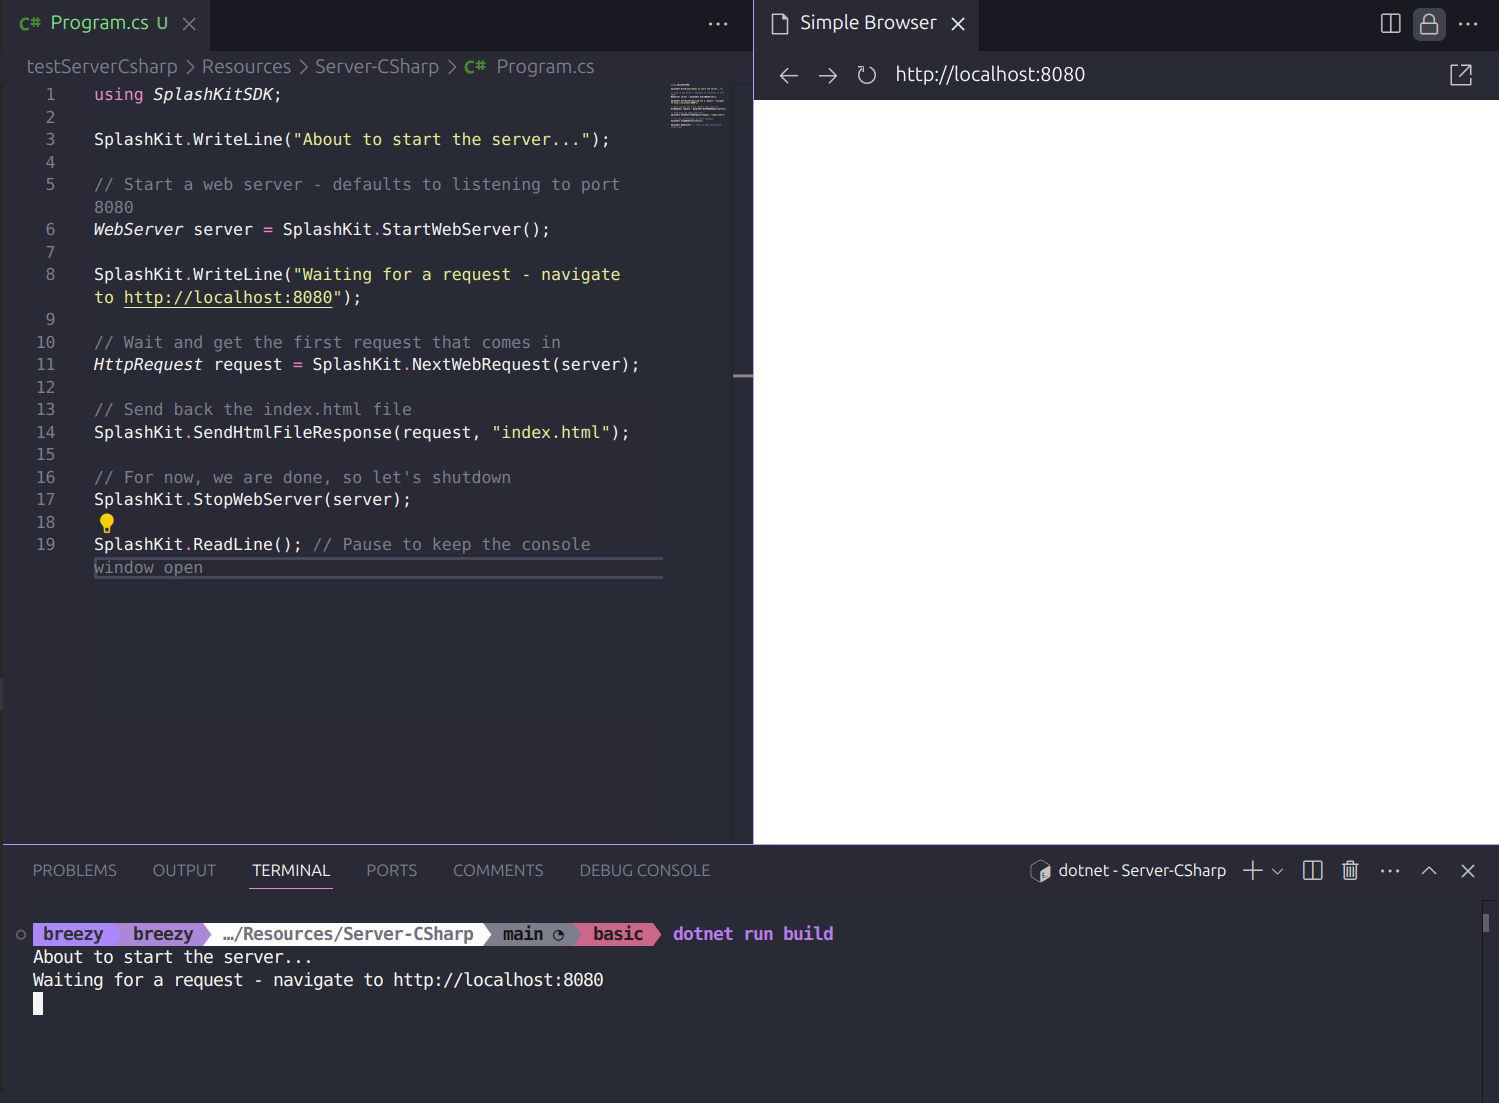 C# Program.cs U
Simple Browser
testServerCsharp > Resources > Server-CSharp > C# Program.cs
http://localhost:8080
1 using SplashKitSDK;
2
3 SplashKit.WriteLine("About to start the server...");
4
5 // Start a web server - defaults to listening to port
8080
6 WebServer server = SplashKit.StartWebServer();
7
8 SplashKit.WriteLine("Waiting for a request - navigate
to http://localhost:8080");
9
10 // Wait and get the first request that comes in
11 HttpRequest request = SplashKit.NextWebRequest(server);
12
13 // Send back the index.html file
14 SplashKit.SendHtmlFileResponse(request, "index.html");
15
16 // For now, we are done, so let's shutdown
17 SplashKit.StopWebServer(server);
18
19 SplashKit.ReadLine(); // Pause to keep the console
window open
PROBLEMS OUTPUT TERMINAL PORTS COMMENTS DEBUG CONSOLE
dotnet - Server-CSharp
breezy breezy …/Resources/Server-CSharp main basic dotnet run build
About to start the server...
Waiting for a request - navigate to http://localhost:8080